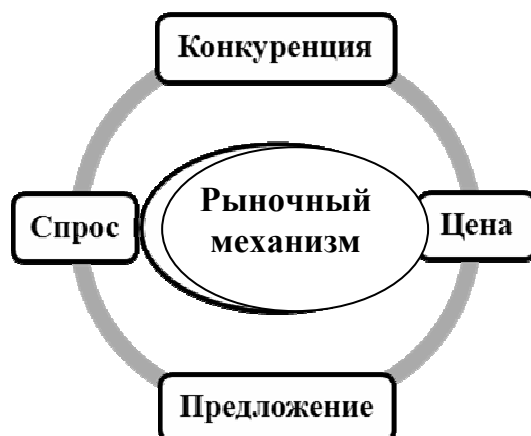 Конкуренция
Спрос
Рыночный
механизм
Цена
Предложение